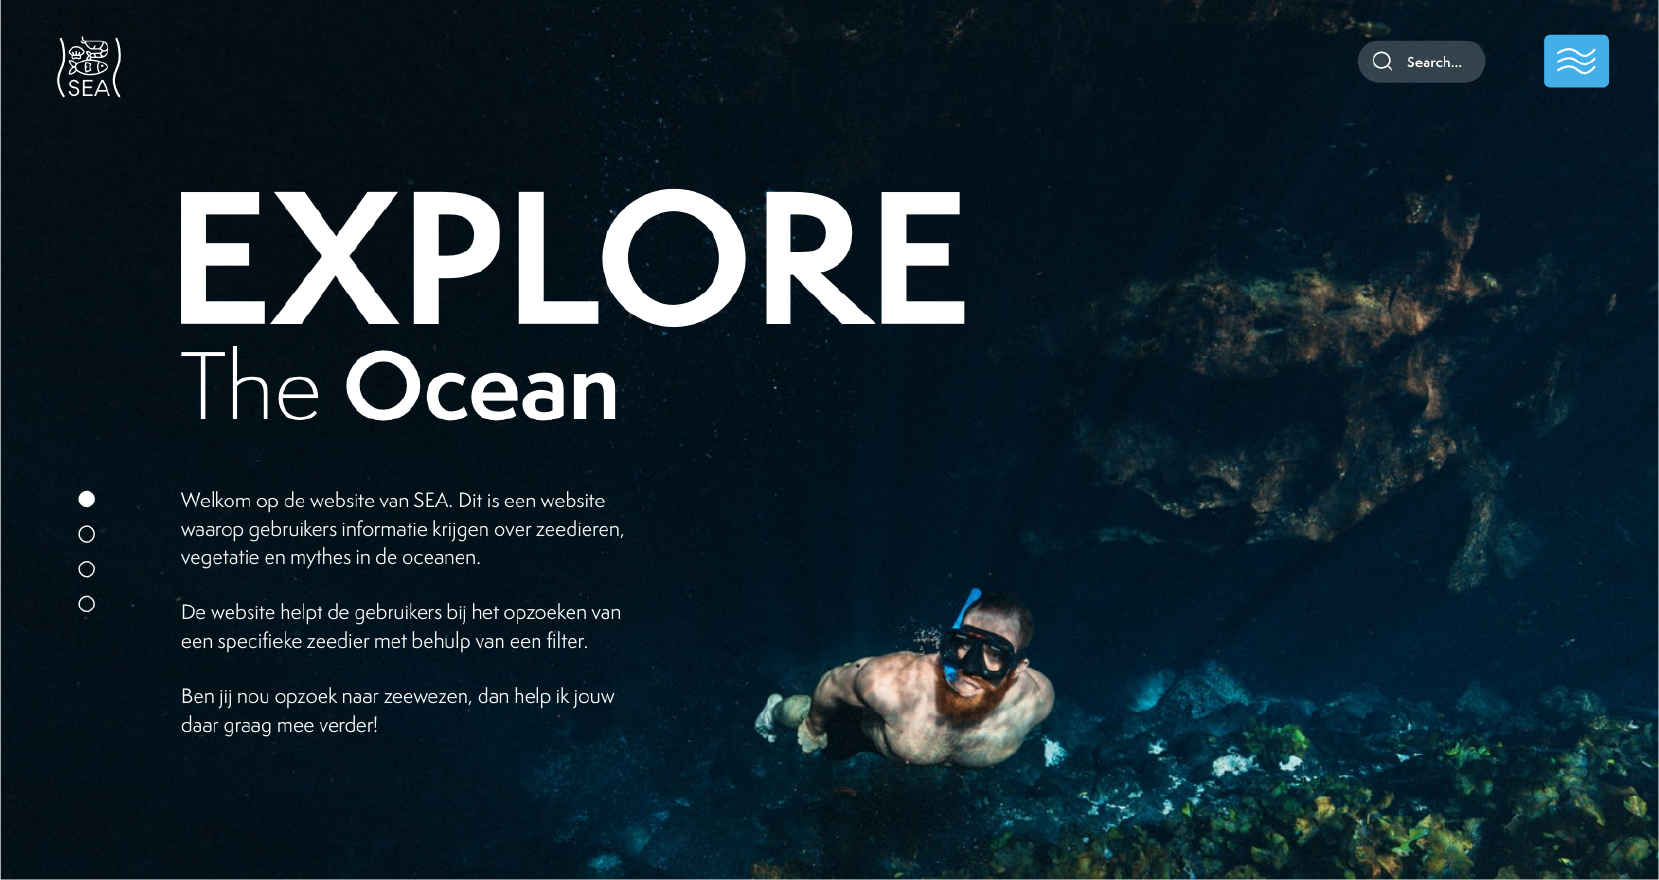 SEA
Search...
EXPLORE
The Ocean
Welkom op de website van SEA. Dit is een website
waarop gebruikers informatie krijgen over zeedieren,
vegetatie en mythes in de oceanen.
De website helpt de gebruikers bij het opzoeken van
een specifieke zeedier met behulp van een filter.
Ben jij nou opzoek naar zeewezen, dan help ik jouw
daar graag mee verder!